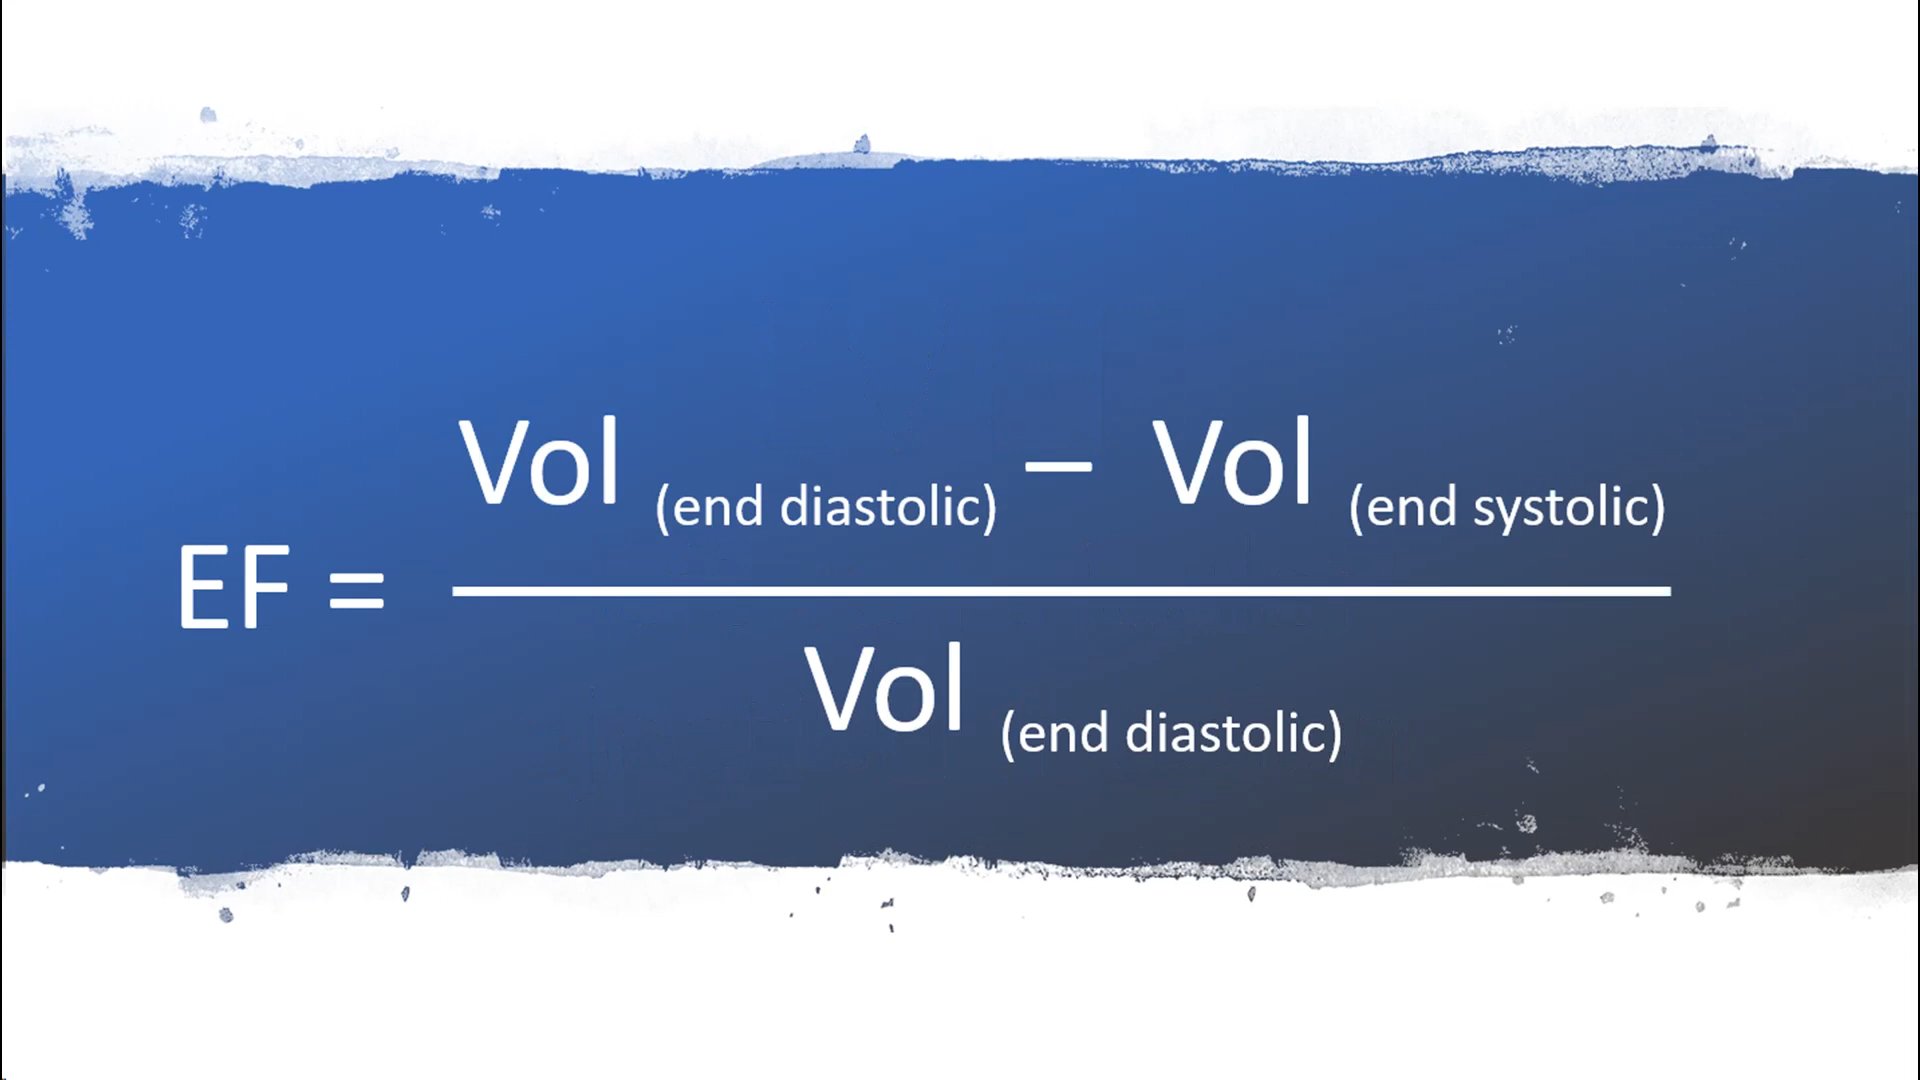 Vol (end diastolic) – Vol (end systolic)
EF =
Vol (end diastolic)